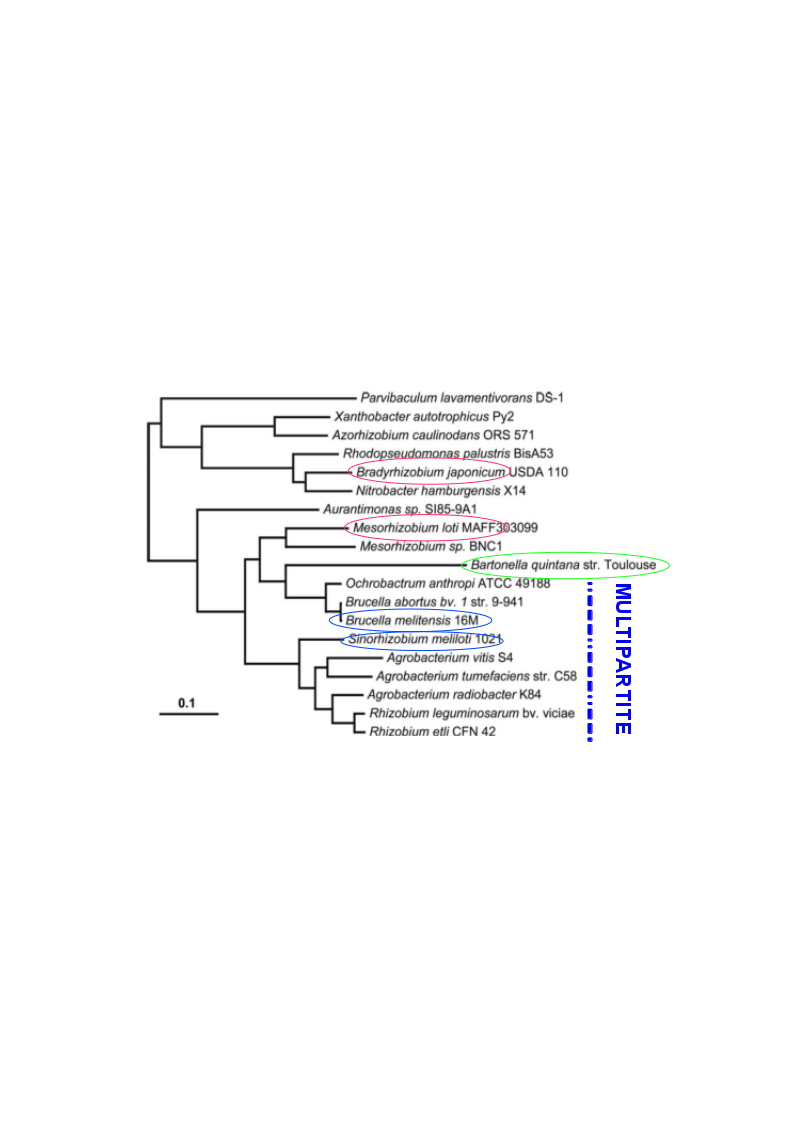 Parvibaculum lavamentivorans DS-1
Xanthobacter autotrophicus Py2
Azorhizobium caulinodans ORS 571
Rhodopseudomonas palustris BisA53
Bradyrhizobium japonicum USDA 110
Nitrobacter hamburgensis X14
Aurantimonas sp. SI85-9A1
Mesorhizobium loti MAFF303099
Mesorhizobium sp. BNC1
Bartonella quintana str. Toulouse
Ochrobactrum anthropi ATCC 49188
Brucella abortus bv. 1 str. 9-941
Brucella melitensis 16M
Sinorhizobium meliloti 1021
Agrobacterium vitis S4
Agrobacterium tumefaciens str. C58
Agrobacterium radiobacter K84
Rhizobium leguminosarum bv. viciae
Rhizobium etli CFN 42
0.1
MULTIPARTITE